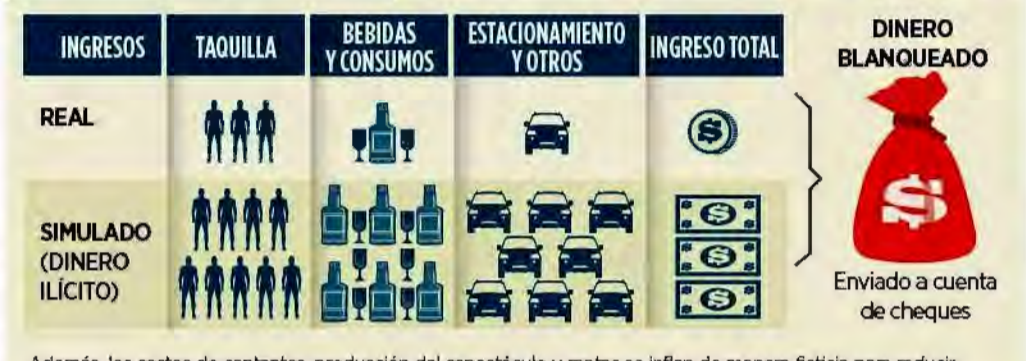 INGRESOS
TAQUILLA
BEBIDAS
Y CONSUMOS
ESTACIONAMIENTO
Y OTROS
INGRESO TOTAL
DINERO
BLANQUEADO
REAL
SIMULADO
(DINERO
ILÍCITO)
Enviado a cuenta
de cheques